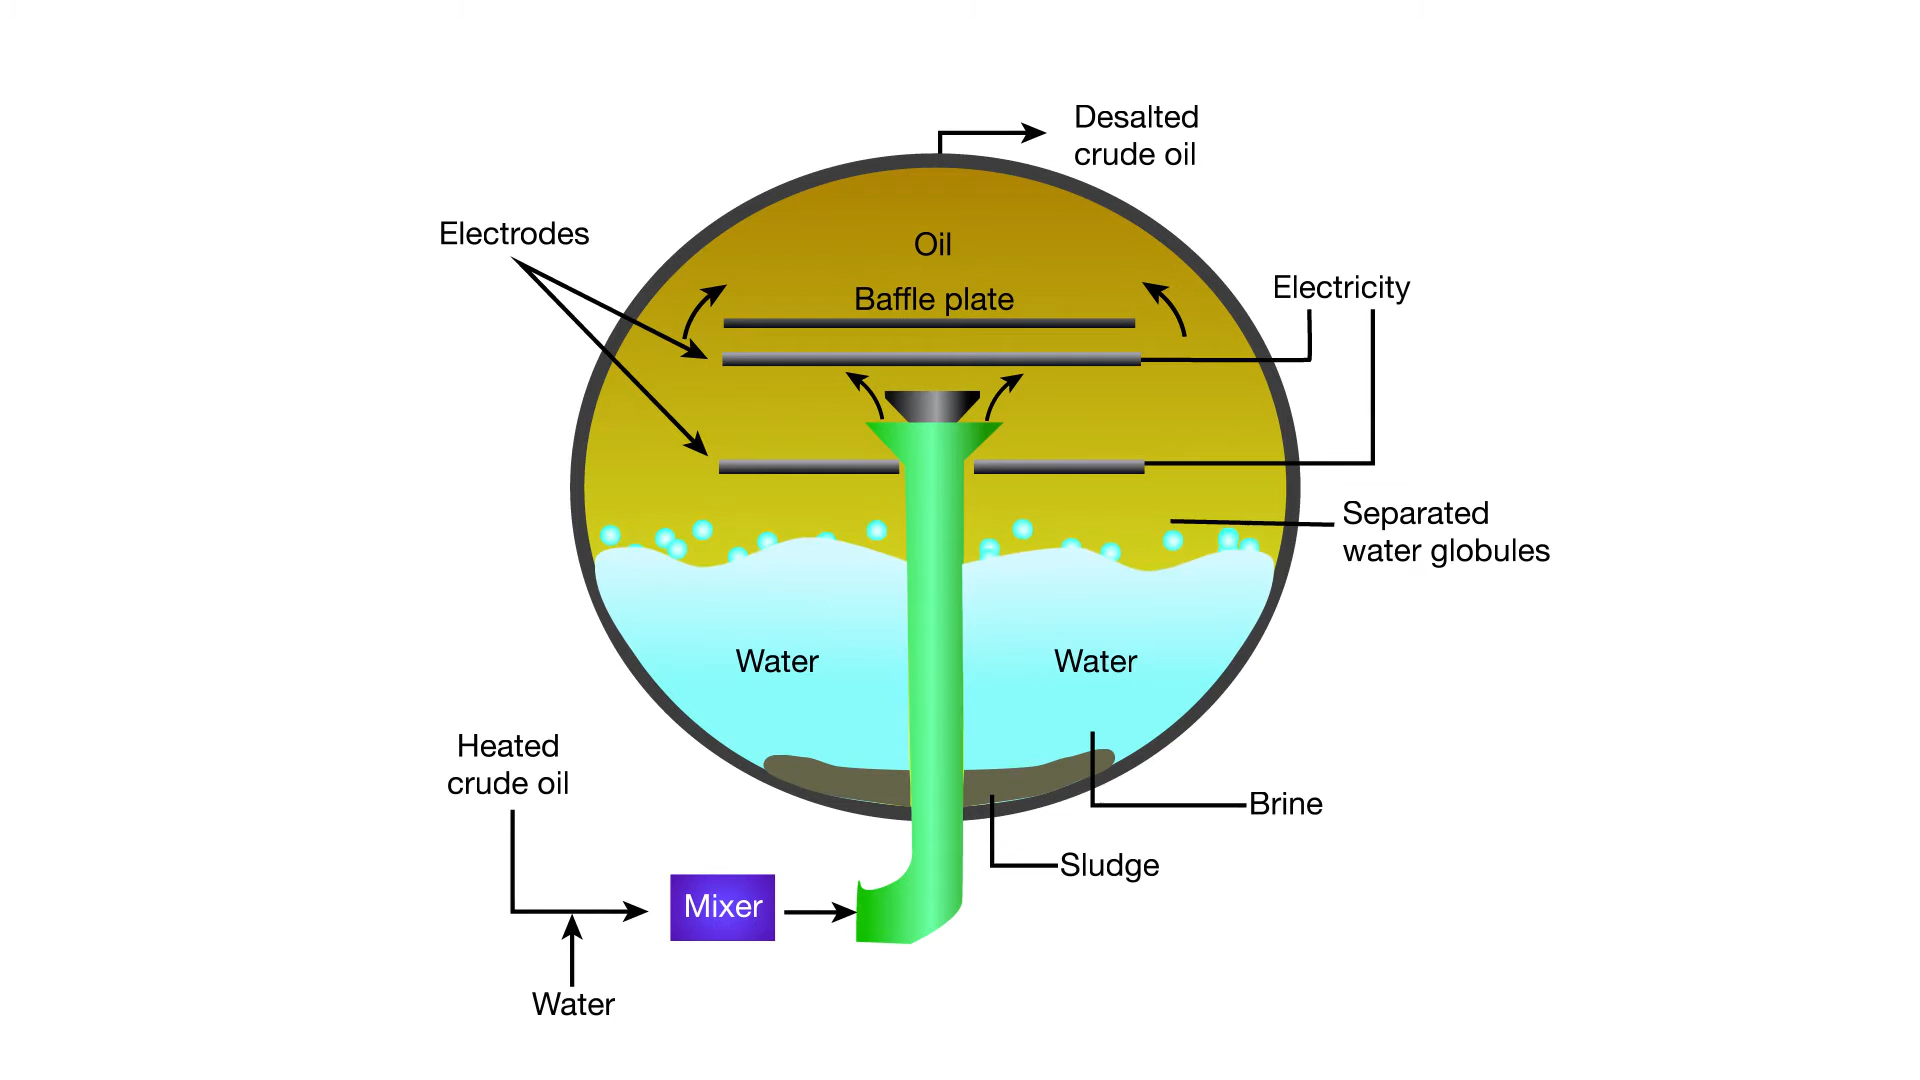 Desalted
crude oil
Electrodes
Oil
Electricity
Baffle plate
Separated
water globules
Water
Water
Heated
crude oil
Brine
Sludge
Mixer
Water